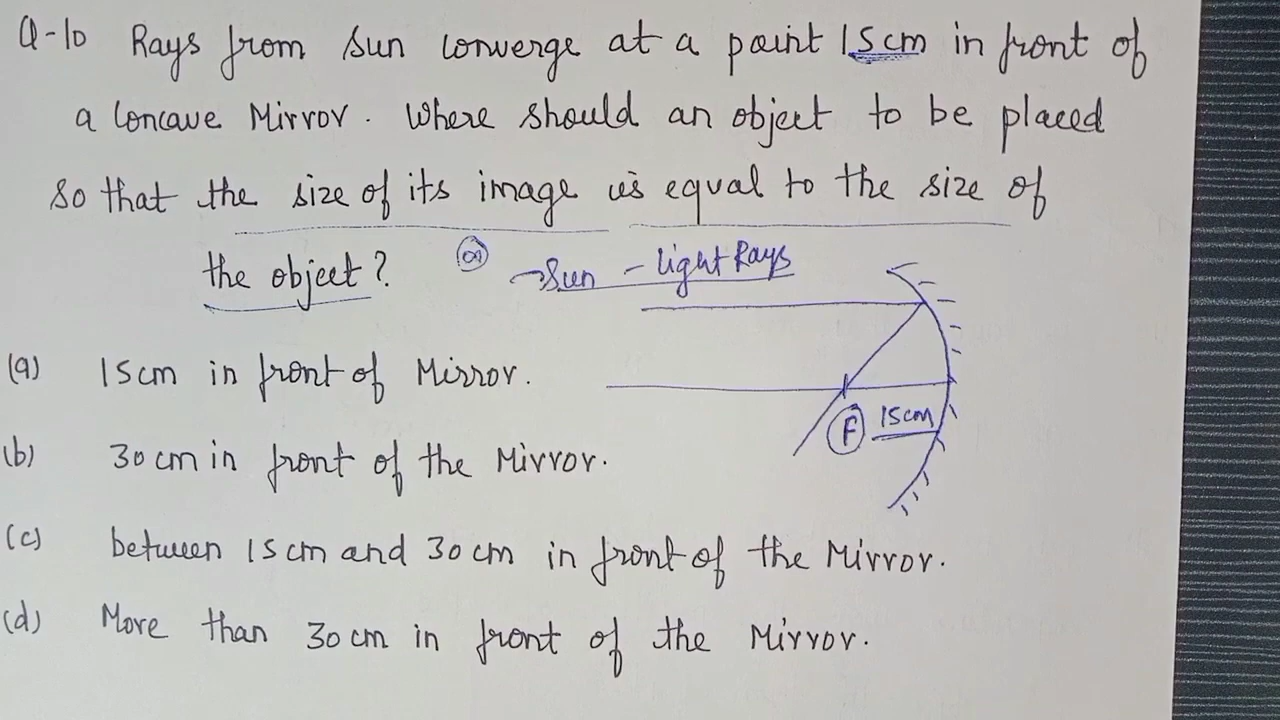 Q-10 Rays from Sun converge at a point 15cm in front of
a Concave Mirror. Where should an object to be placed
so that the size of its image is equal to the size of
the object?
∞ → Sun - light Rays
(a) 15cm in front of Mirror.
F 15cm
(b) 30cm in front of the Mirror.
(c) between 15cm and 30cm in front of the Mirror.
(d) More than 30cm in front of the Mirror.